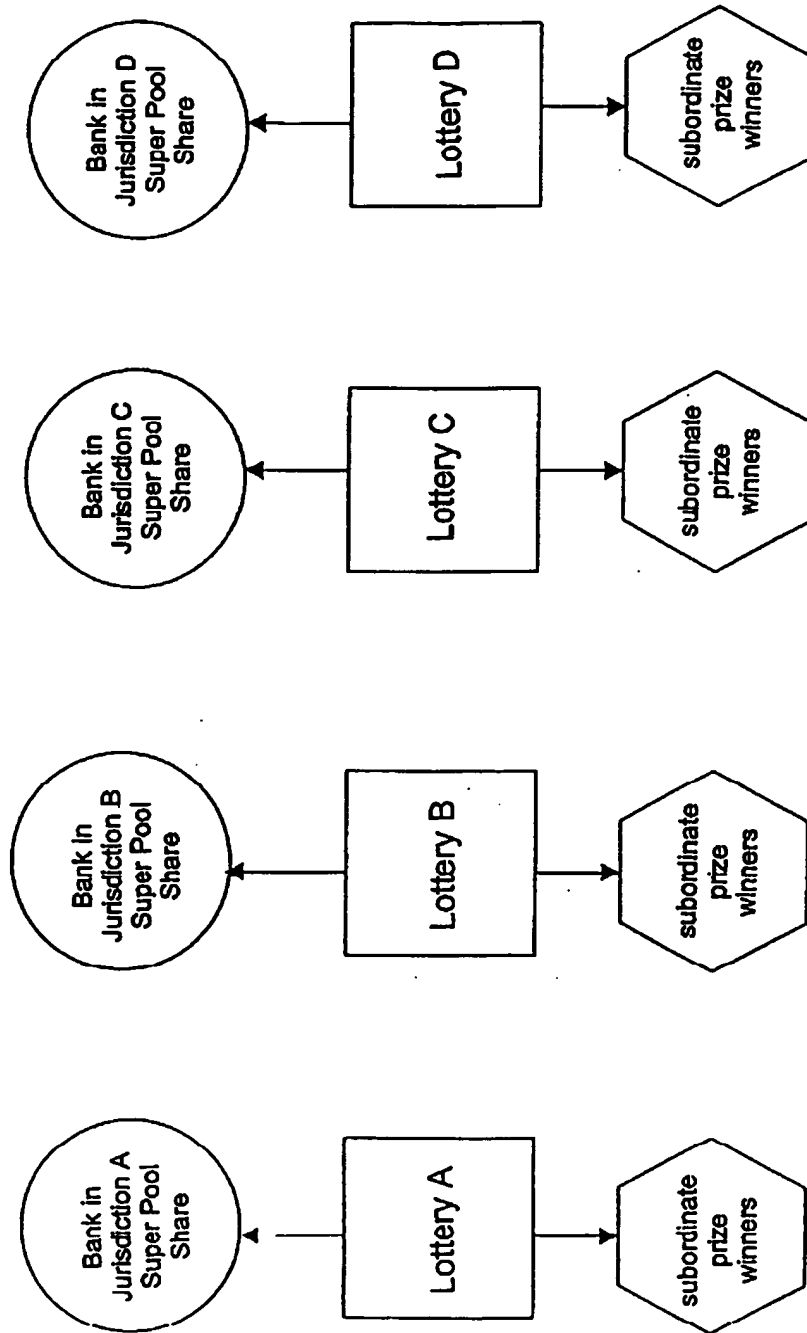 Bank in
Jurisdiction A
Super Pool
Share
Bank in
Jurisdiction B
Super Pool
Share
Bank in
Jurisdiction C
Super Pool
Share
Bank in
Jurisdiction D
Super Pool
Share
Lottery A
Lottery B
Lottery C
Lottery D
subordinate
prize
winners
subordinate
prize
winners
subordinate
prize
winners
subordinate
prize
winners